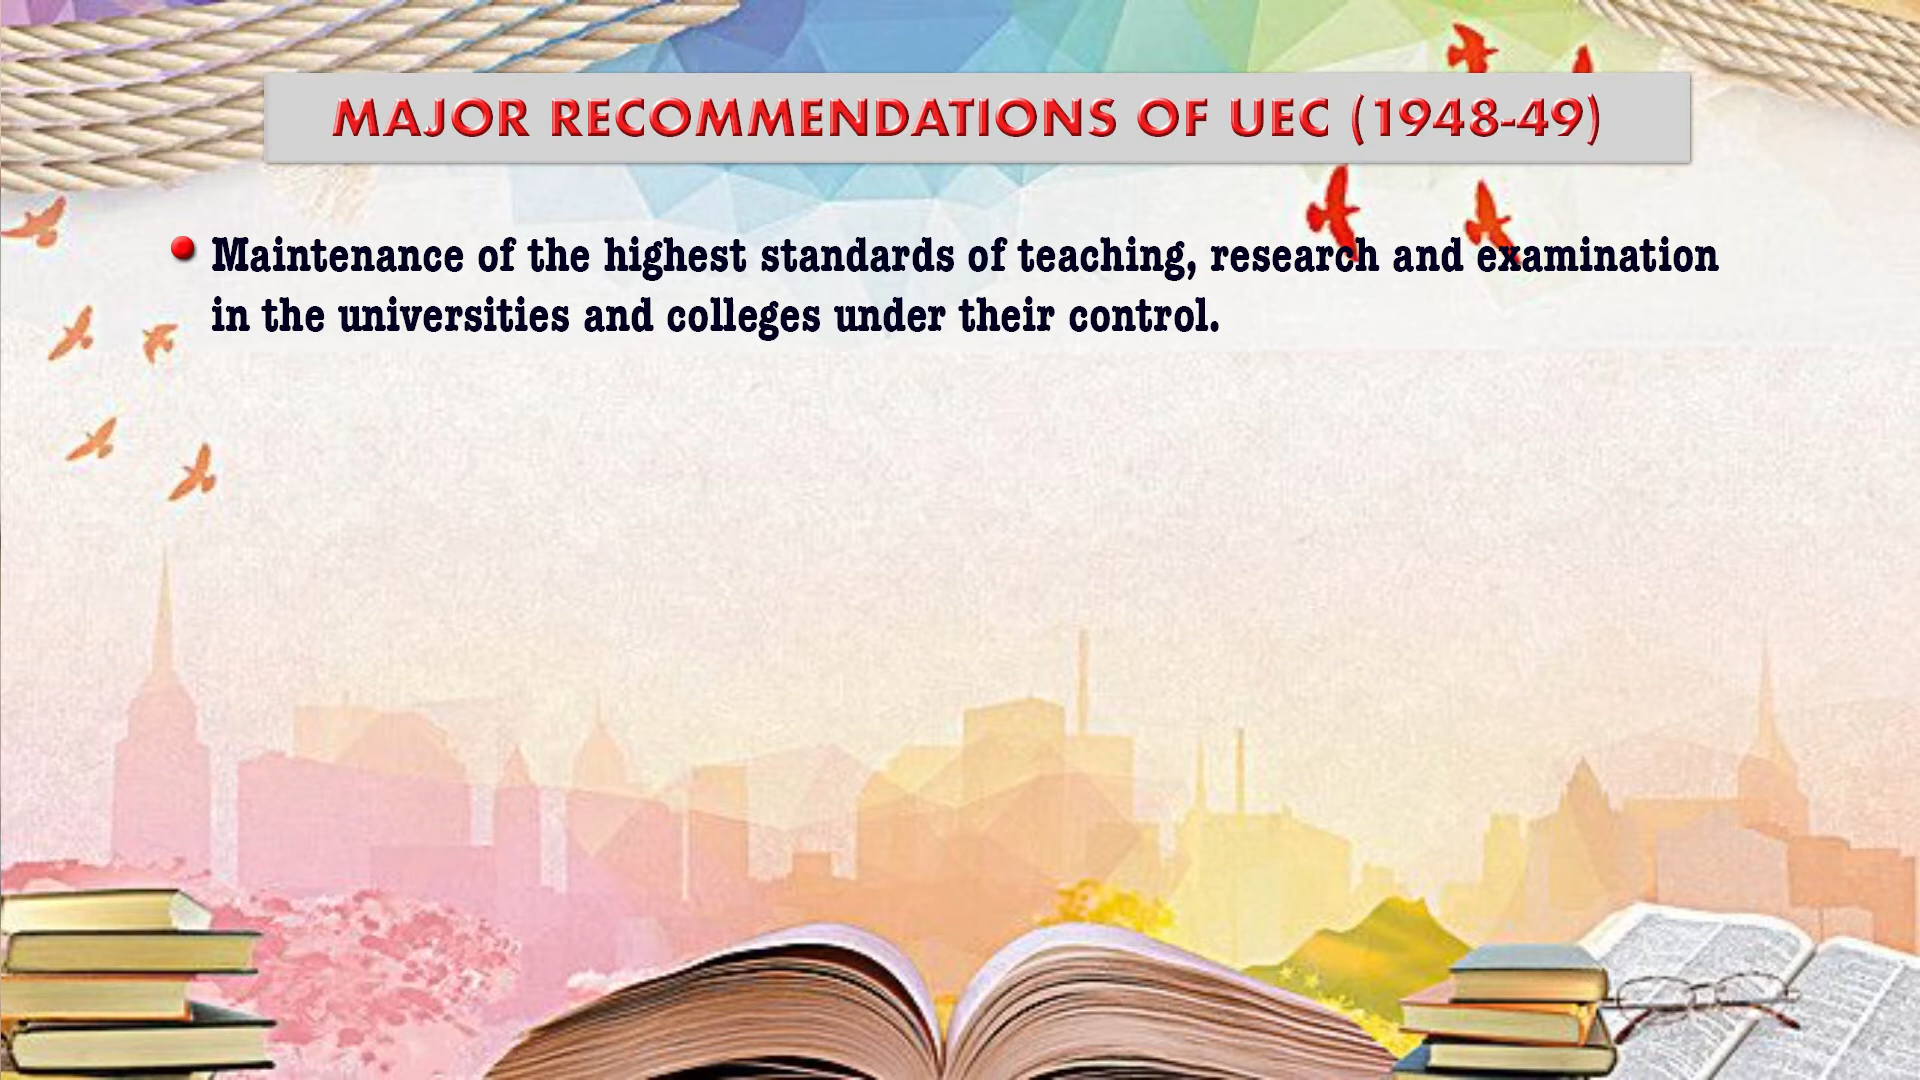 MAJOR RECOMMENDATIONS OF UEC (1948-49)
Maintenance of the highest standards of teaching, research and examination
in the universities and colleges under their control.